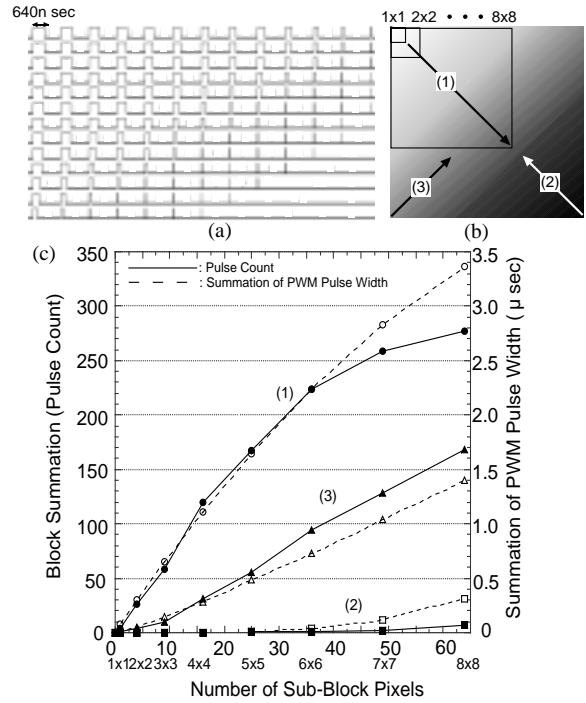 640n sec
1x1 2x2 • • • 8x8
(1)
(3)
(2)
(a)
(b)
(c)
350
300
250
200
150
100
50
0
Block Summation (Pulse Count)
: Pulse Count
: Summation of PWM Pulse Width
(1)
(3)
(2)
3.5
3.0
2.5
2.0
1.5
1.0
0.5
0
Summation of PWM Pulse Width ( μ sec)
0 10 20 30 40 50 60
1x1 2x2 3x3 4x4 5x5 6x6 7x7 8x8
Number of Sub-Block Pixels